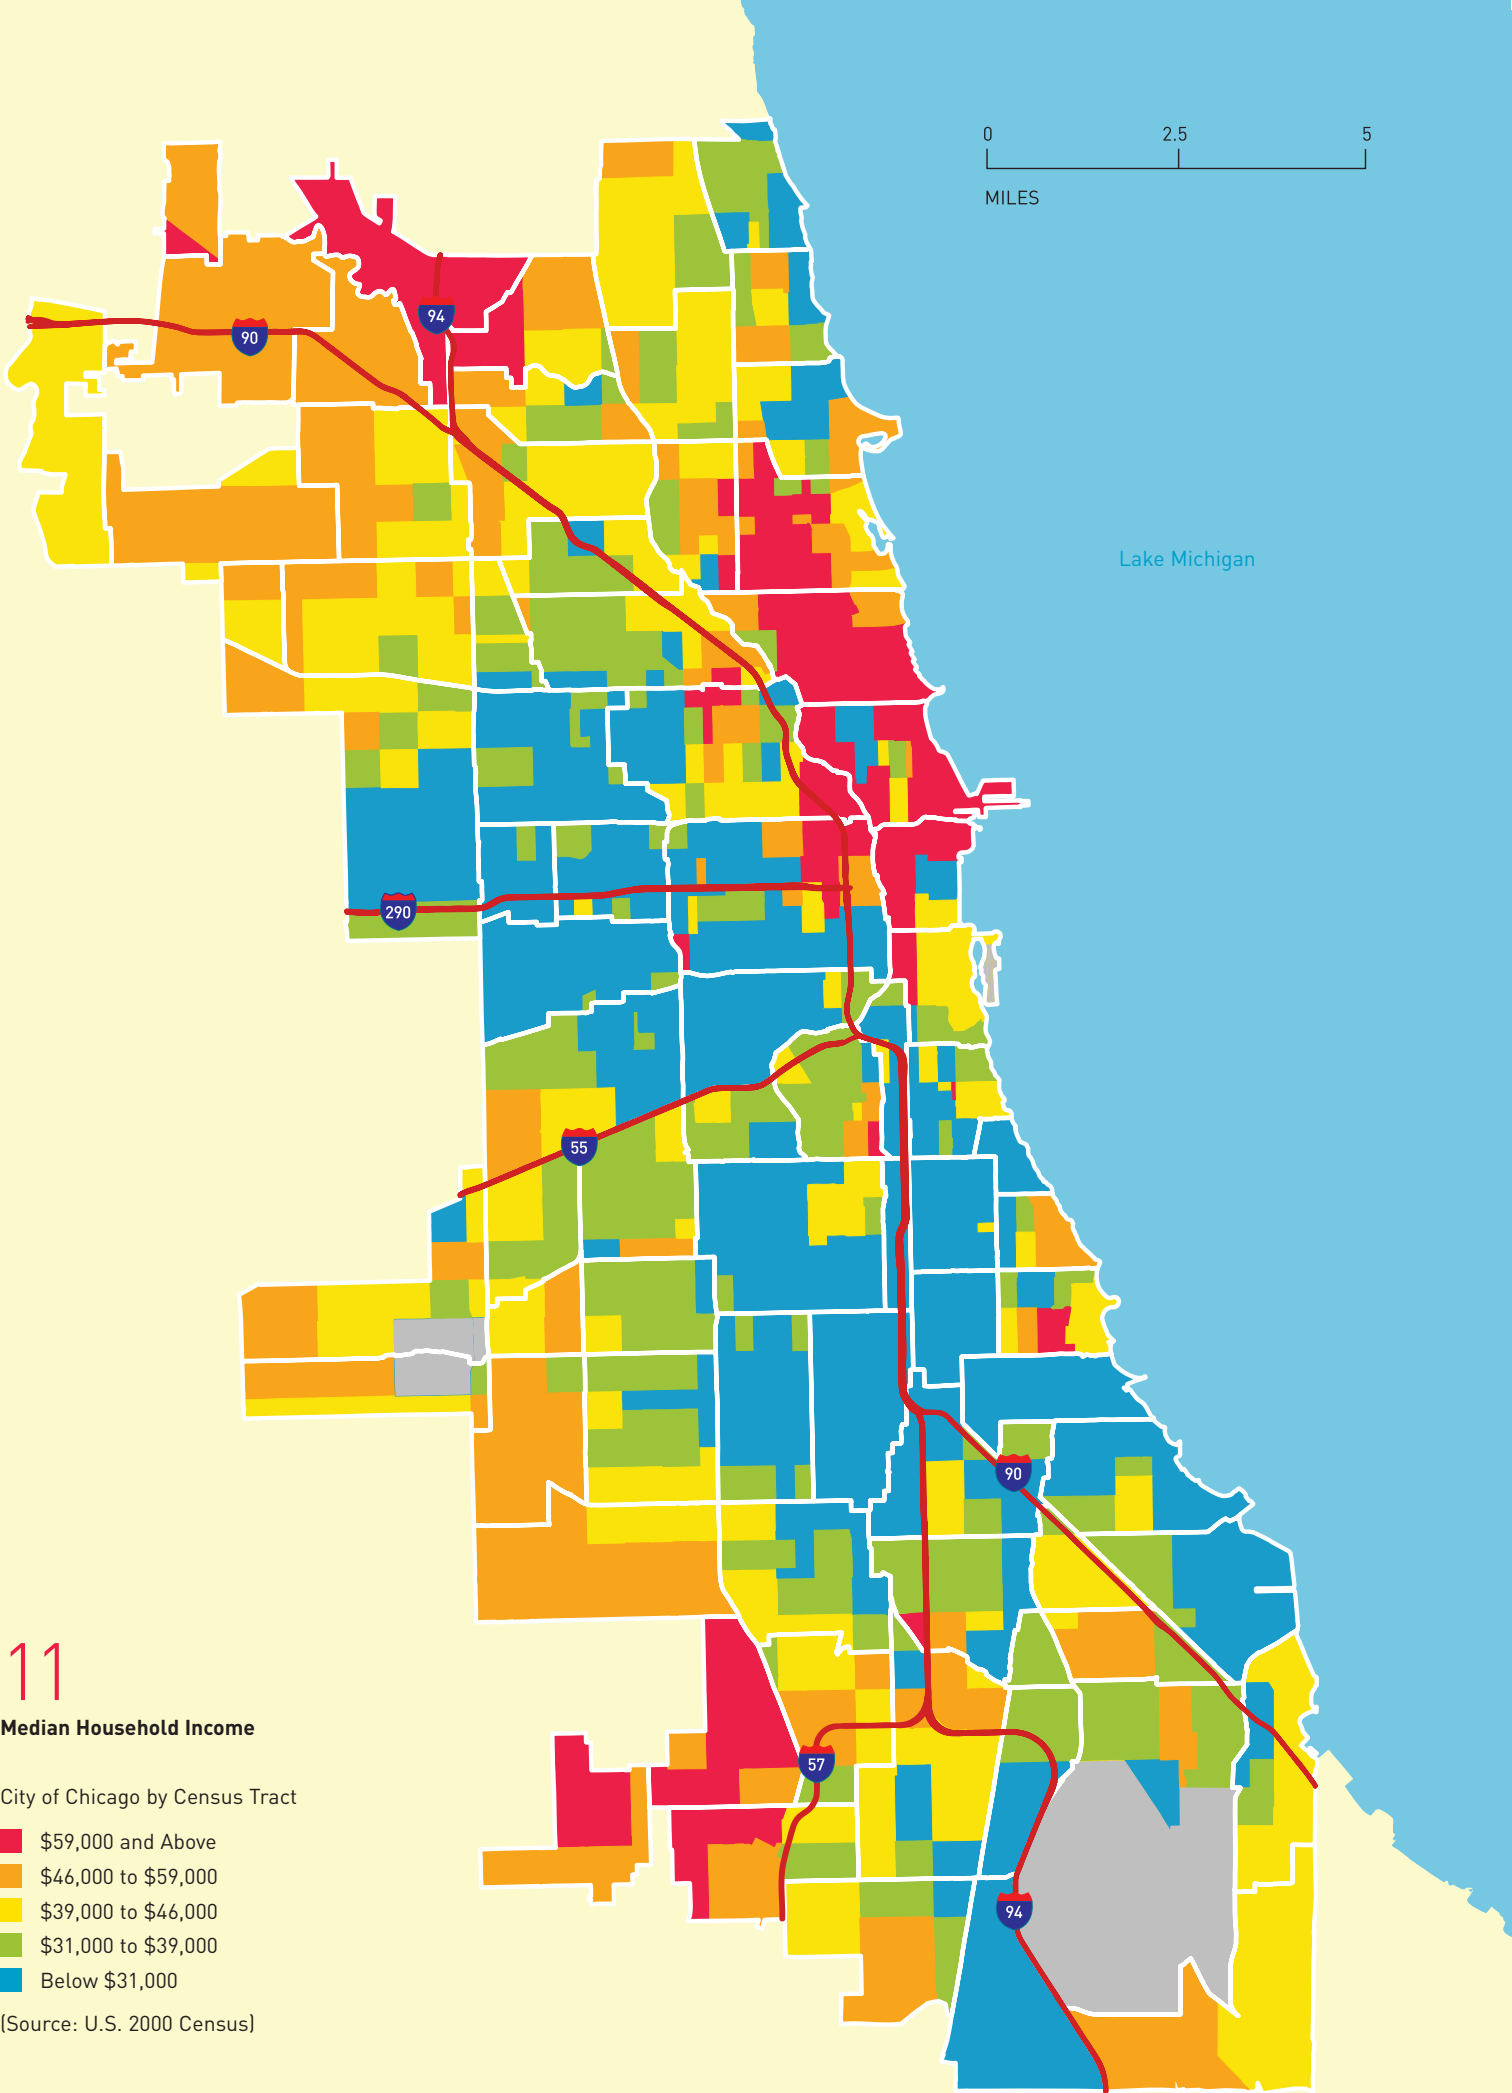 0 2.5 5
MILES
94
90
Lake Michigan
290
55
90
57
94
11
Median Household Income
City of Chicago by Census Tract
$59,000 and Above
$46,000 to $59,000
$39,000 to $46,000
$31,000 to $39,000
Below $31,000
(Source: U.S. 2000 Census)